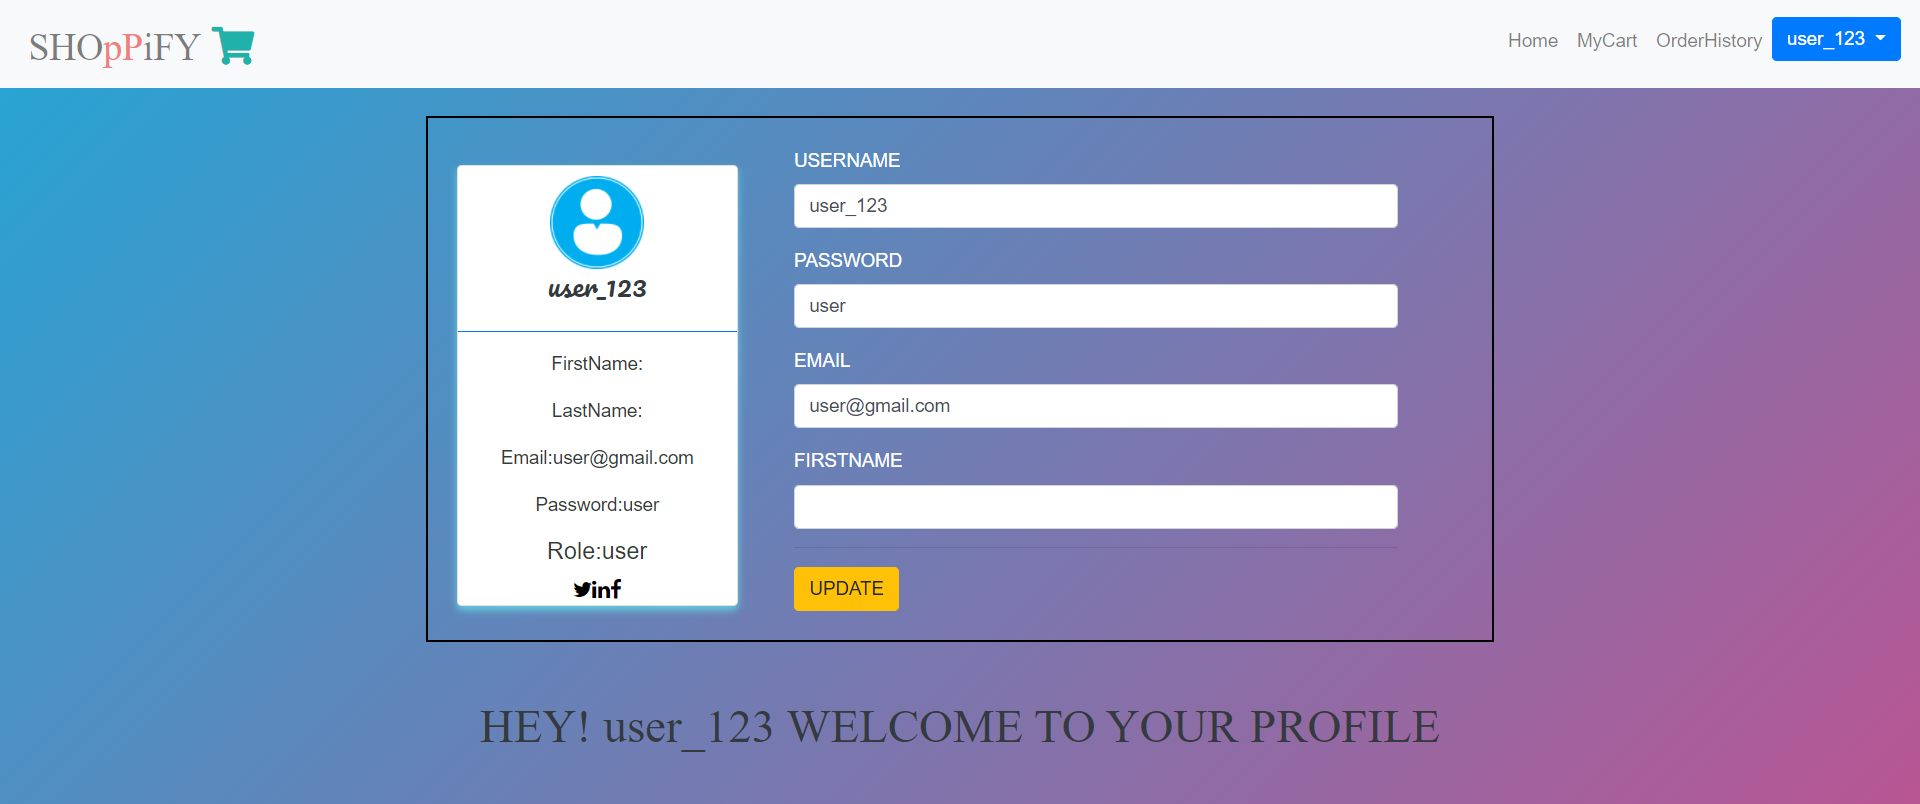 SHOpPiFY
Home MyCart OrderHistory user_123
user_123
FirstName:
LastName:
Email:user@gmail.com
Password:user
Role:user
USERNAME
user_123
PASSWORD
user
EMAIL
user@gmail.com
FIRSTNAME
UPDATE
HEY! user_123 WELCOME TO YOUR PROFILE